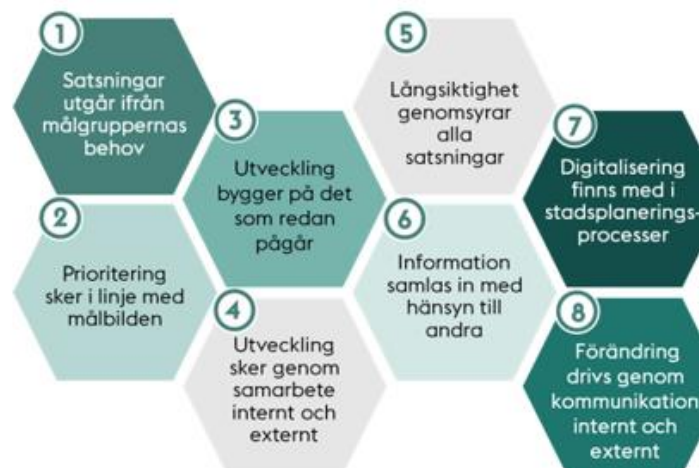 1
Satsningar
utgår ifrån
målgruppernas
behov
2
Prioritering
sker i linje med
målbilden
3
Utveckling
bygger på det
som redan
pågår
4
Utveckling
sker genom
samarbete
internt och
externt
5
Långsiktighet
genomsyrar
alla
satsningar
6
Information
samlas in med
hänsyn till
andra
7
Digitalisering
finns med i
stadsplanerings-
processer
8
Förändring
drivs genom
kommunikation
internt och
externt